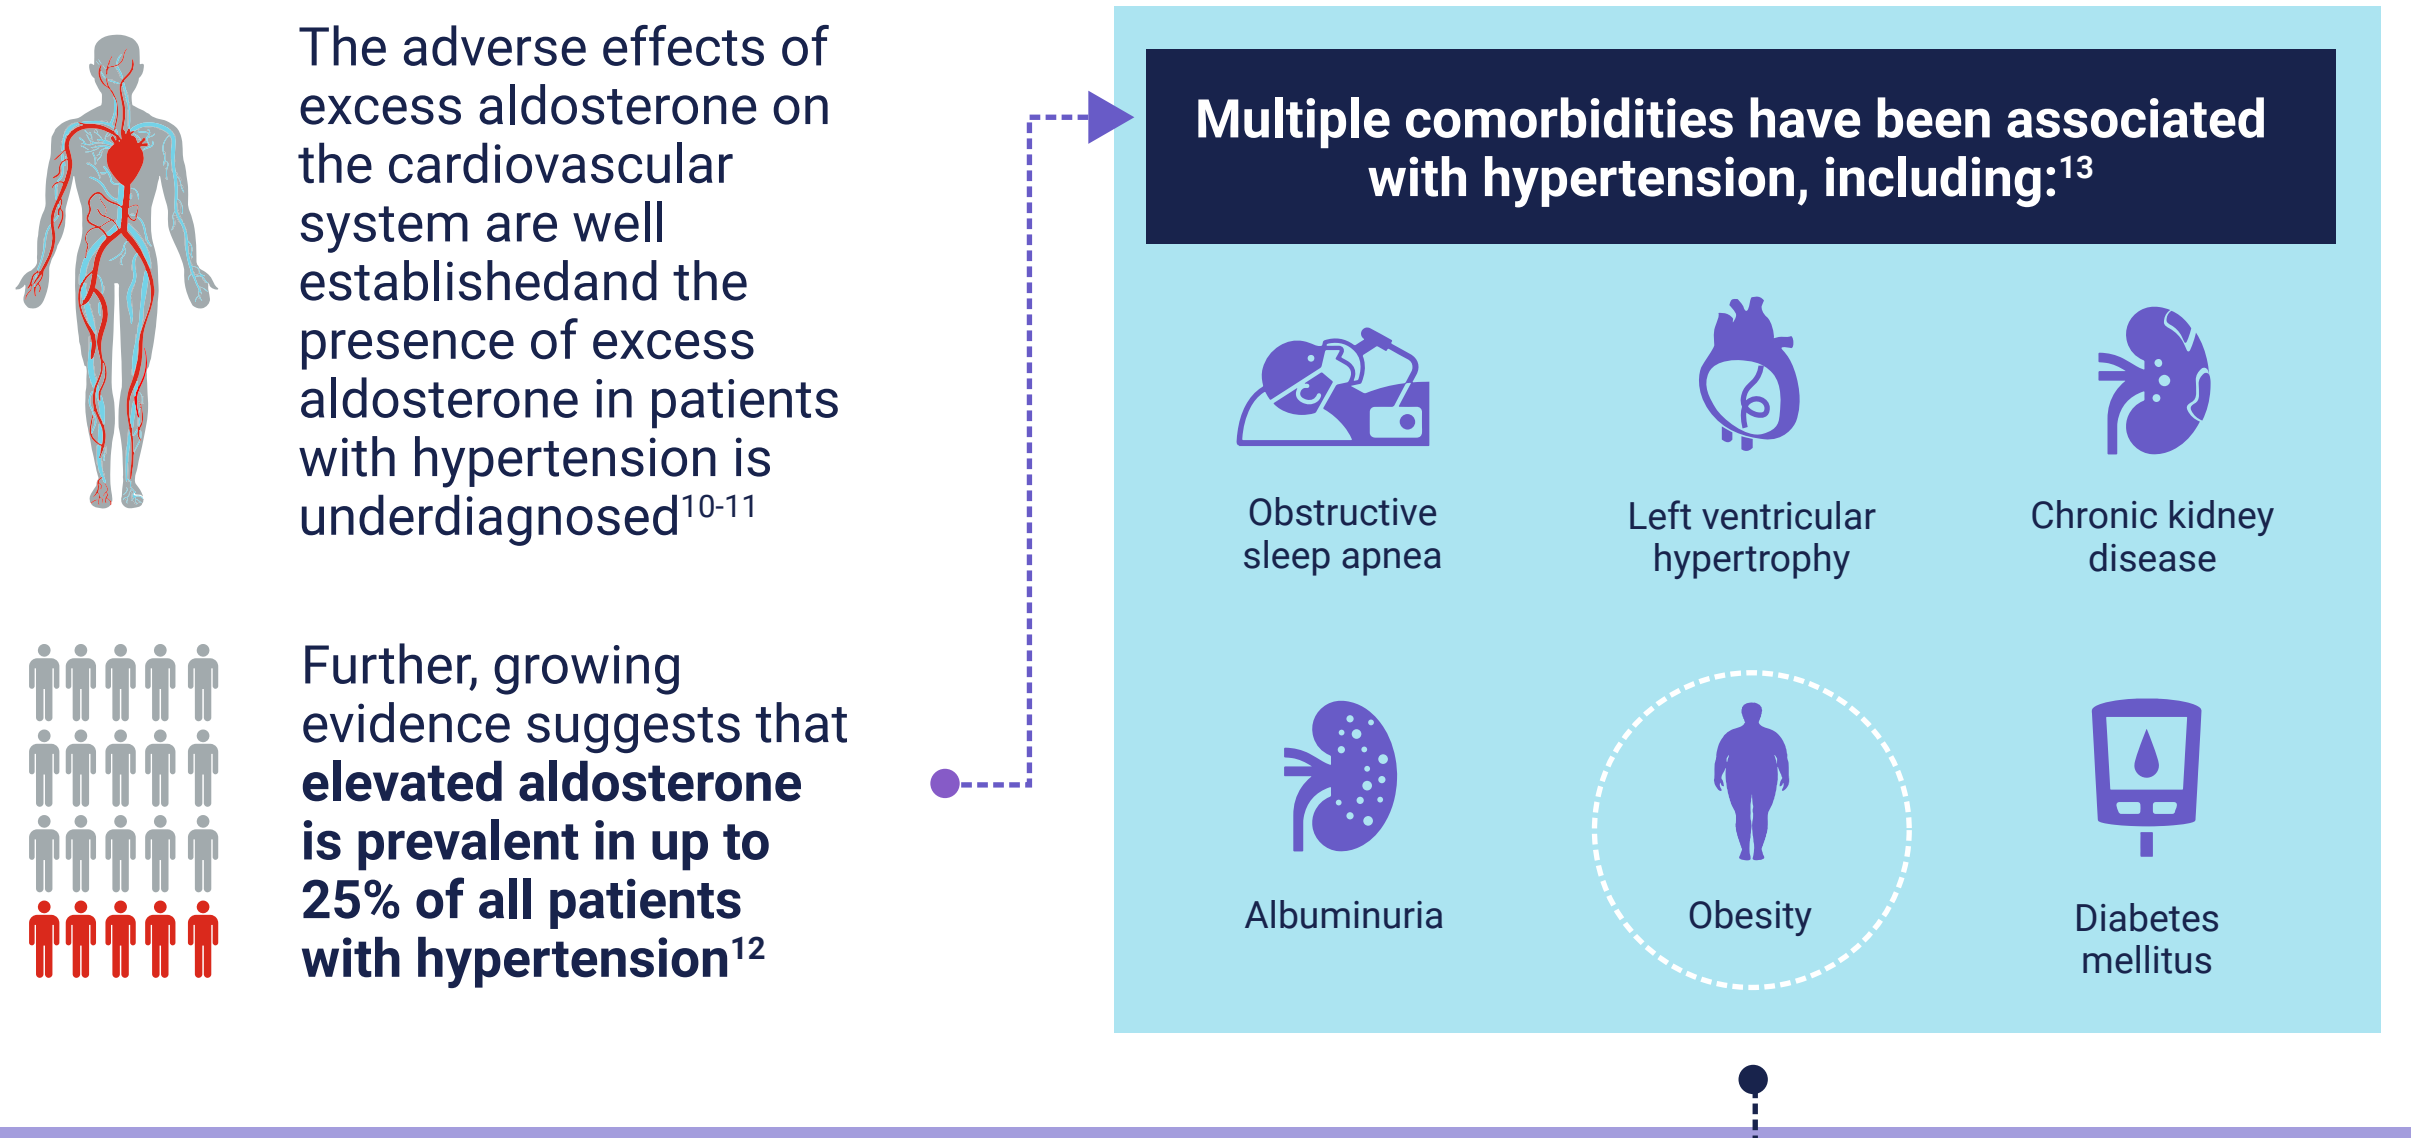 The adverse effects of
excess aldosterone on
the cardiovascular
system are well
establishedand the
presence of excess
aldosterone in patients
with hypertension is
underdiagnosed10-11
Further, growing
evidence suggests that
elevated aldosterone
is prevalent in up to
25% of all patients
with hypertension12
Multiple comorbidities have been associated
with hypertension, including:13
Obstructive
sleep apnea
Left ventricular
hypertrophy
Chronic kidney
disease
Albuminuria
Obesity
Diabetes
mellitus